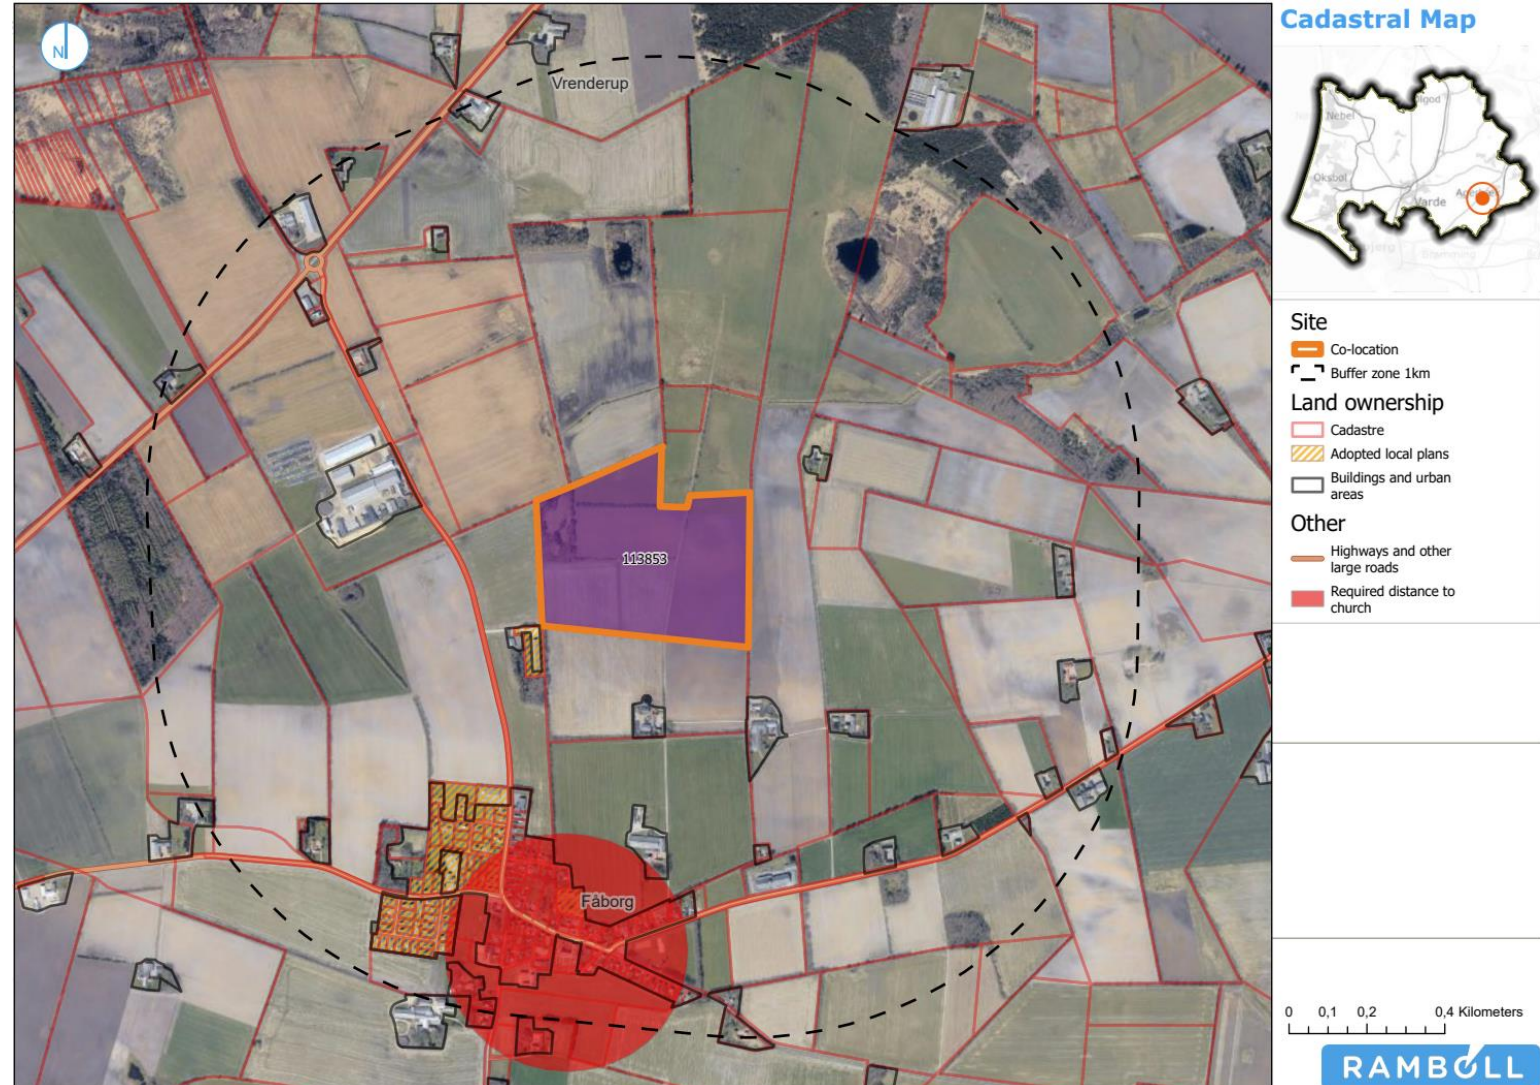 Cadastral Map
N
Vrenderup
113853
Fåborg
Nebel
Oksbøl
Varde
Site
Co-location
Buffer zone 1km
Land ownership
Cadastre
Adopted local plans
Buildings and urban
areas
Other
Highways and other
large roads
Required distance to
church
0 0,1 0,2 0,4 Kilometers
RAMBOLL